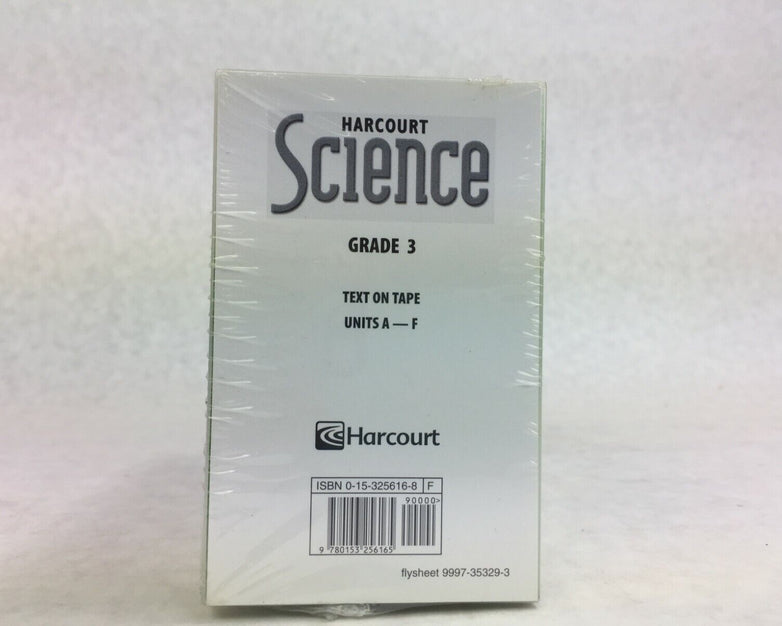 HARCOURT
Science
GRADE 3
TEXT ON TAPE
UNITS A — F
Harcourt
ISBN 0-15-325616-8 F
90000>
9 780153 256165
flysheet 9997-35329-3